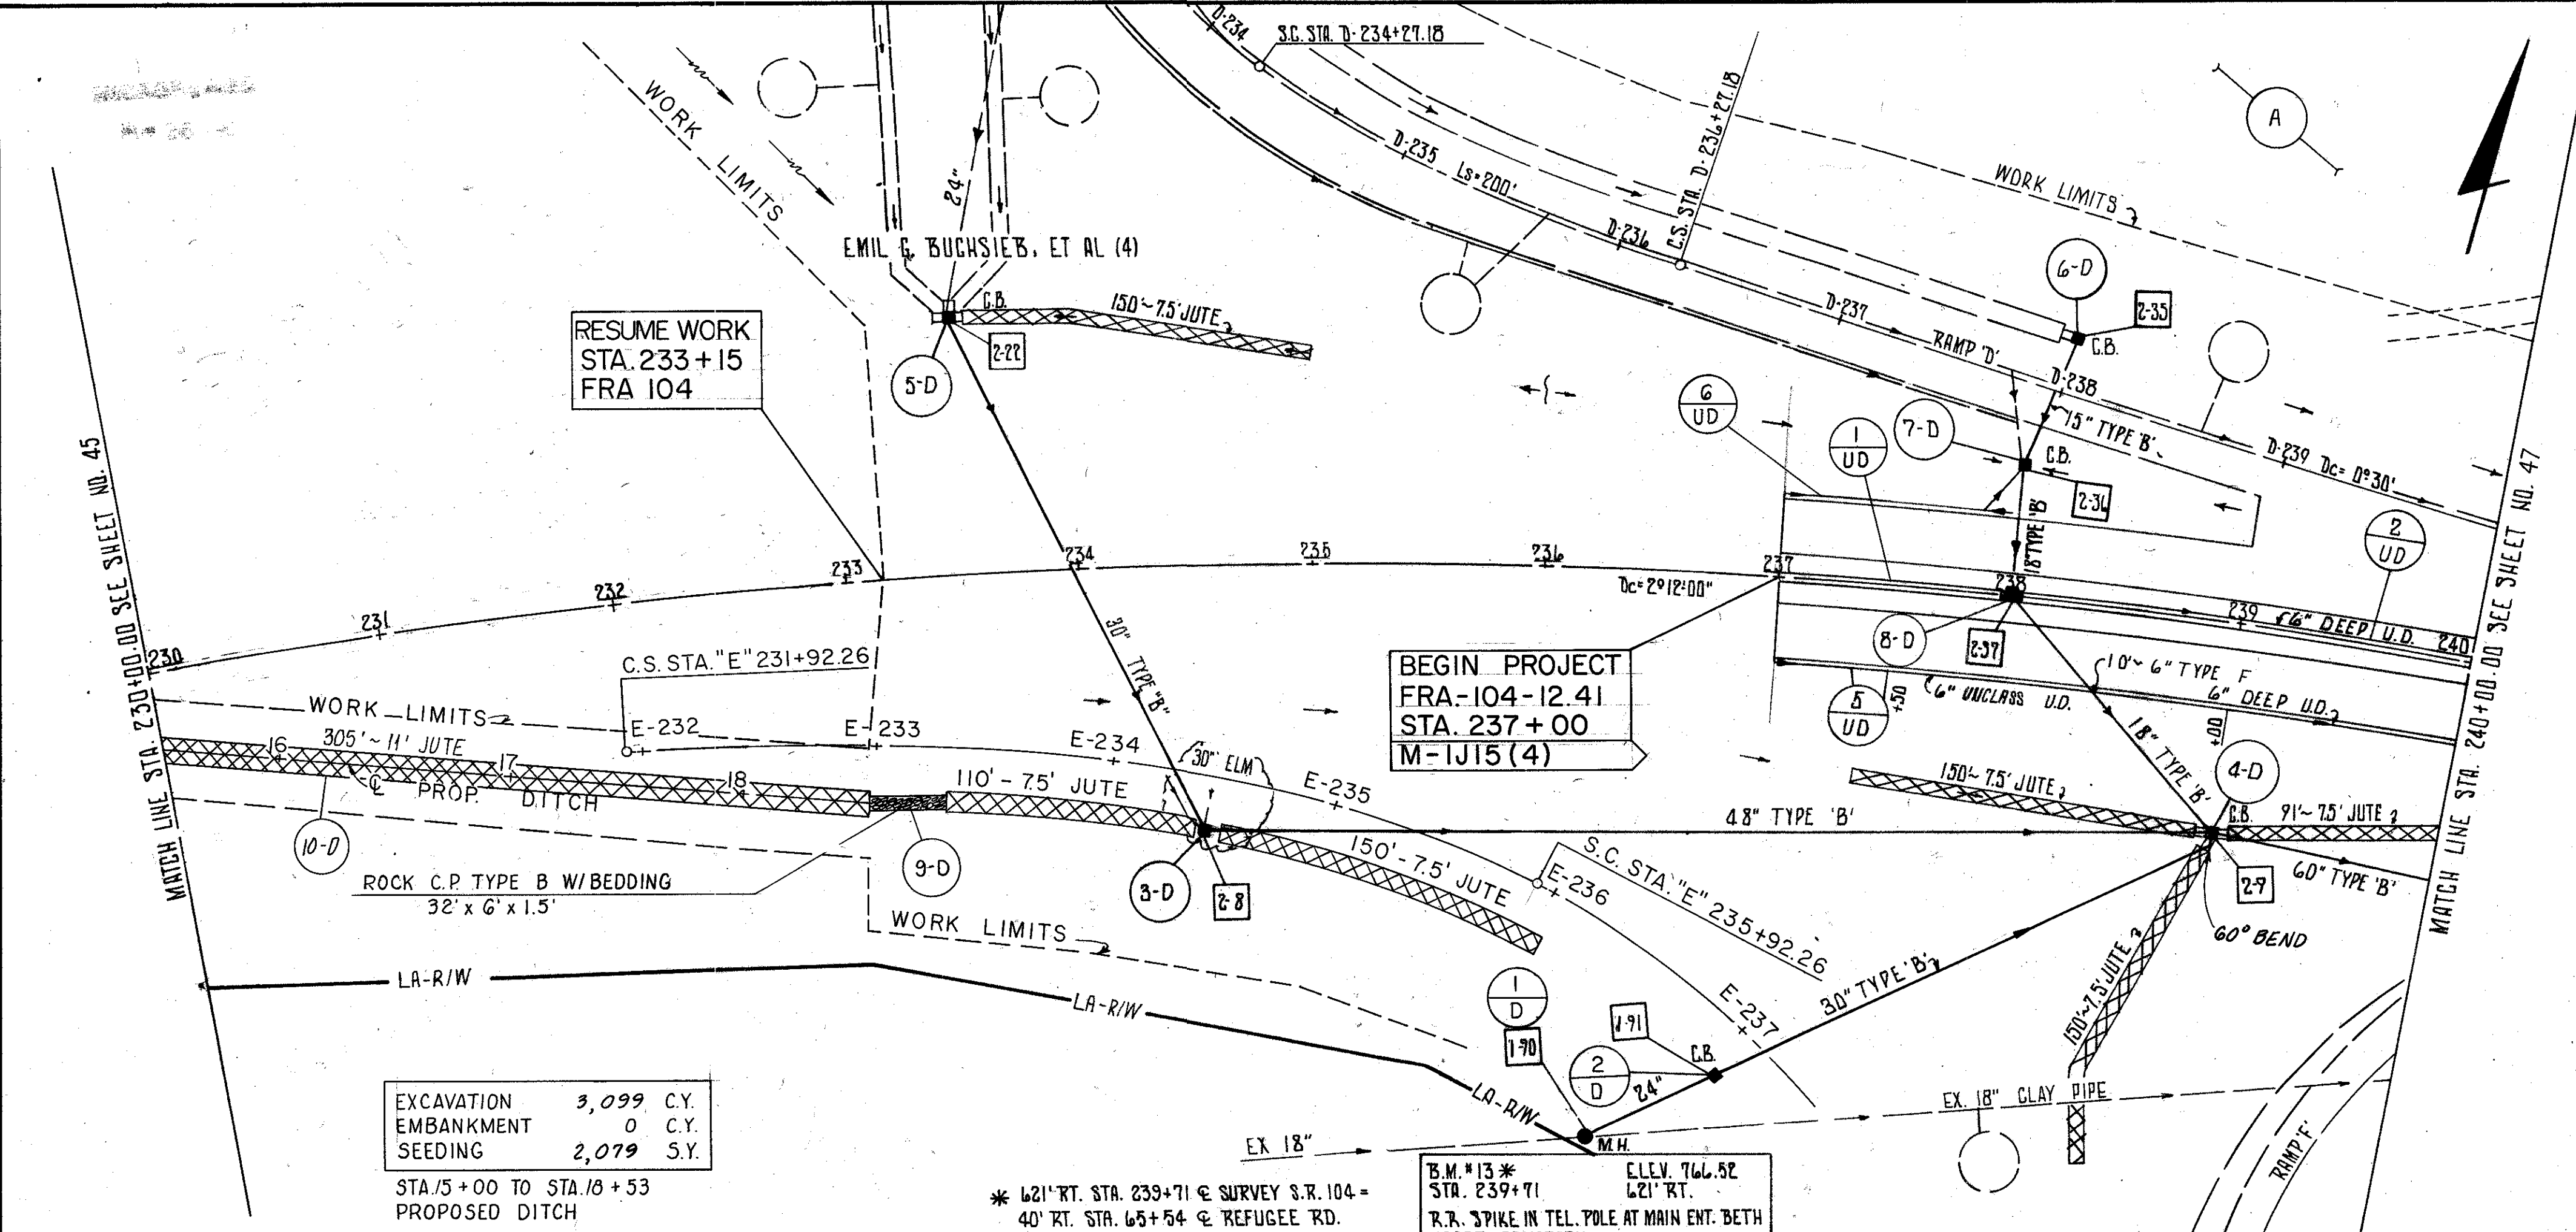 D-234
S.C. STA. D-234+27.18
WORK LIMITS
24"
D-235
Ls=200'
C.S. STA. D-236+27.18
D-236
WORK LIMITS
A
EMIL G. BUCHSIEB, ET AL (4)
C.B.
150'~7.5' JUTE
2-22
5-D
RESUME WORK
STA. 233+15
FRA 104
D-237
RAMP 'D'
6-D
2-35
C.B.
D-238
15" TYPE 'B'
D-239
Dc= 0°30'
6
UD
1
UD
7-D
C.B.
2-36
18" TYPE 'B'
2
UD
MATCH LINE STA. 230+00.00 SEE SHEET NO. 45
MATCH LINE STA. 240+00.00 SEE SHEET NO. 47
230
231
232
233
234
235
236
237
238
239
240
Dc=2°12'00"
6" DEEP U.D.
8-D
2-37
30" TYPE "B"
C.S. STA. "E" 231+92.26
BEGIN PROJECT
FRA-104-12.41
STA. 237+00
M-1J15(4)
5
UD
+50
6" UNCLASS U.D.
10'~6" TYPE F
6" DEEP U.D.
+00
18" TYPE 'B'
4-D
WORK LIMITS
E-232
E-233
E-234
E-235
E-236
E-237
305'~11' JUTE
16
17
18
℄ PROP. DITCH
110'-7.5' JUTE
30" ELM
150'~7.5' JUTE
48" TYPE 'B'
C.B.
91'~7.5' JUTE
60" TYPE 'B'
2-9
60° BEND
10-D
9-D
3-D
2-8
150'-7.5' JUTE
S.C. STA. "E" 235+92.26
ROCK C.P. TYPE B W/BEDDING
32' x 6' x 1.5'
WORK LIMITS
LA-R/W
LA-R/W
LA-R/W
1
D
1-90
1-91
2
D
C.B.
24"
30" TYPE 'B'
150'~7.5' JUTE
EX. 18" CLAY PIPE
EX 18"
M.H.
RAMP 'F'
EXCAVATION 3,099 C.Y.
EMBANKMENT 0 C.Y.
SEEDING 2,079 S.Y.
STA. 15+00 TO STA. 18+53
PROPOSED DITCH
* 621' RT. STA. 239+71 ℄ SURVEY S.R. 104 =
40' RT. STA. 65+54 ℄ REFUGEE RD.
B.M. #13 * ELEV. 766.52
STA. 239+71 621' RT.
R.R. SPIKE IN TEL. POLE AT MAIN ENT. BETH